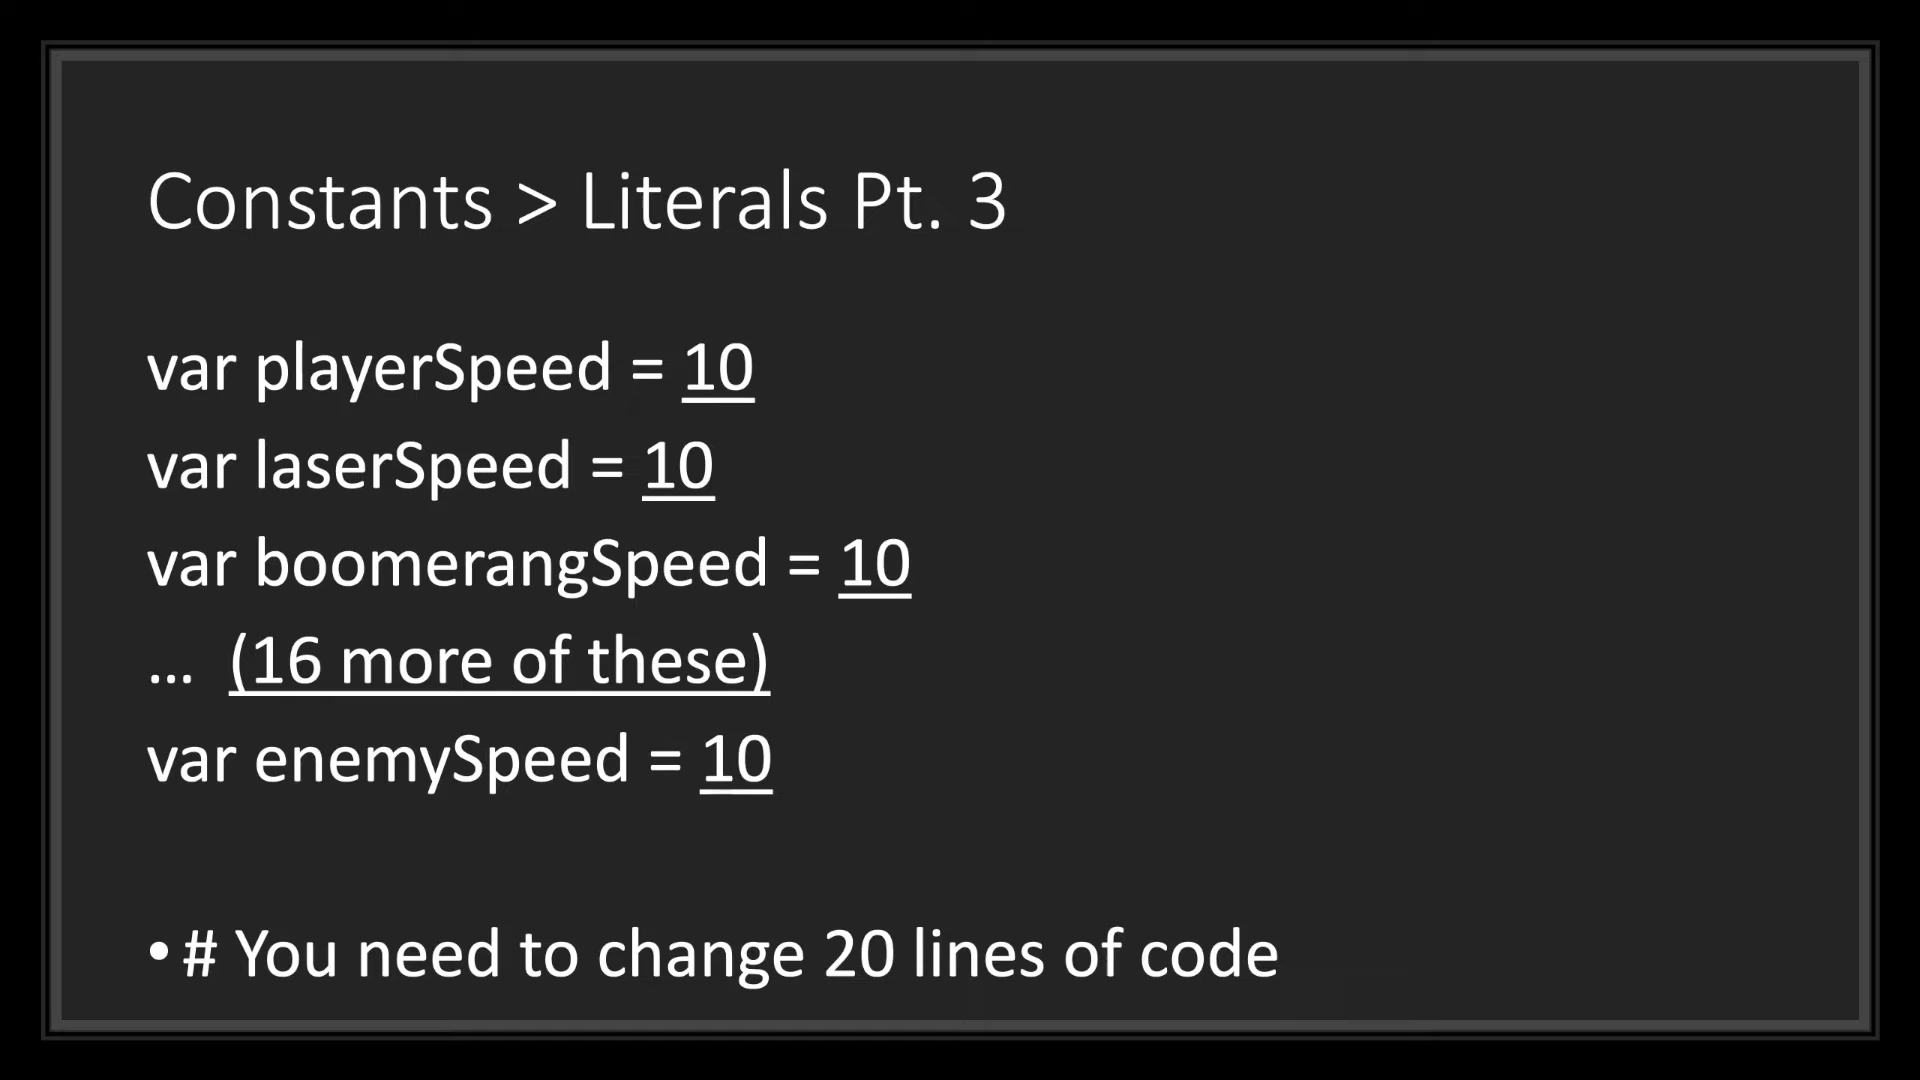 Constants > Literals Pt. 3
var playerSpeed = 10
var laserSpeed = 10
var boomerangSpeed = 10
... (16 more of these)
var enemySpeed = 10
• # You need to change 20 lines of code